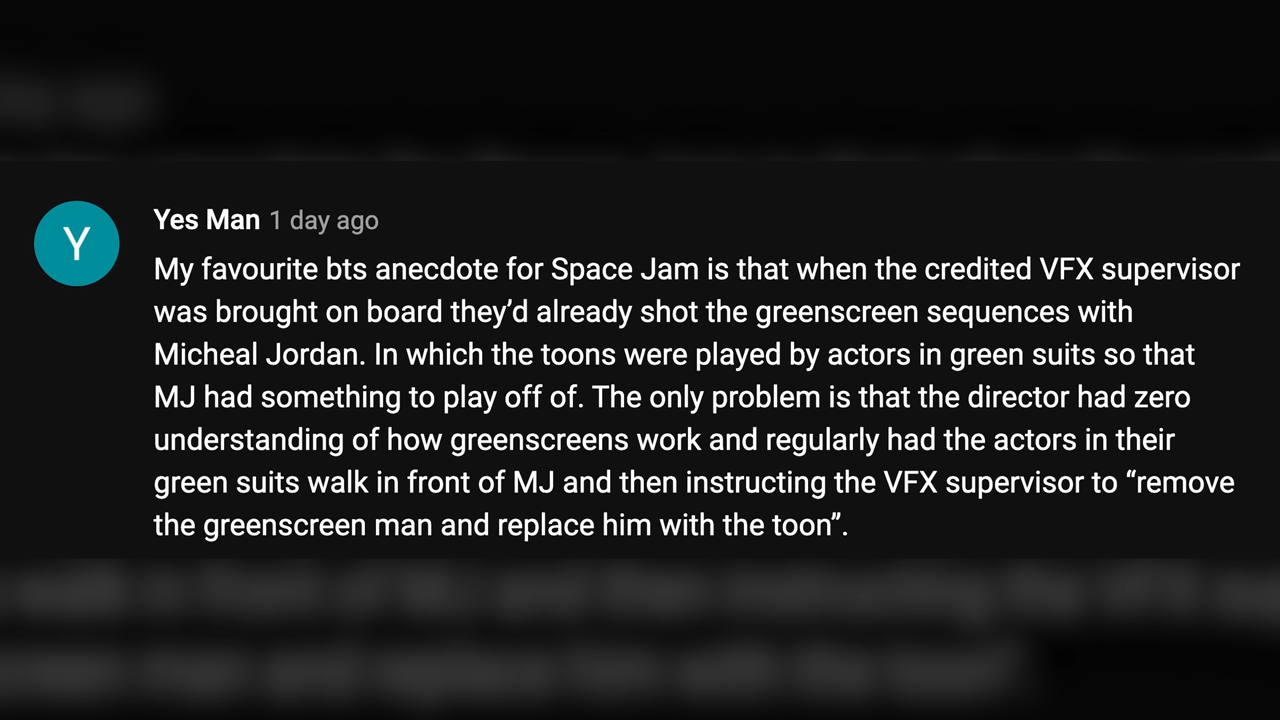 Y
Yes Man 1 day ago
My favourite bts anecdote for Space Jam is that when the credited VFX supervisor
was brought on board they’d already shot the greenscreen sequences with
Micheal Jordan. In which the toons were played by actors in green suits so that
MJ had something to play off of. The only problem is that the director had zero
understanding of how greenscreens work and regularly had the actors in their
green suits walk in front of MJ and then instructing the VFX supervisor to “remove
the greenscreen man and replace him with the toon”.